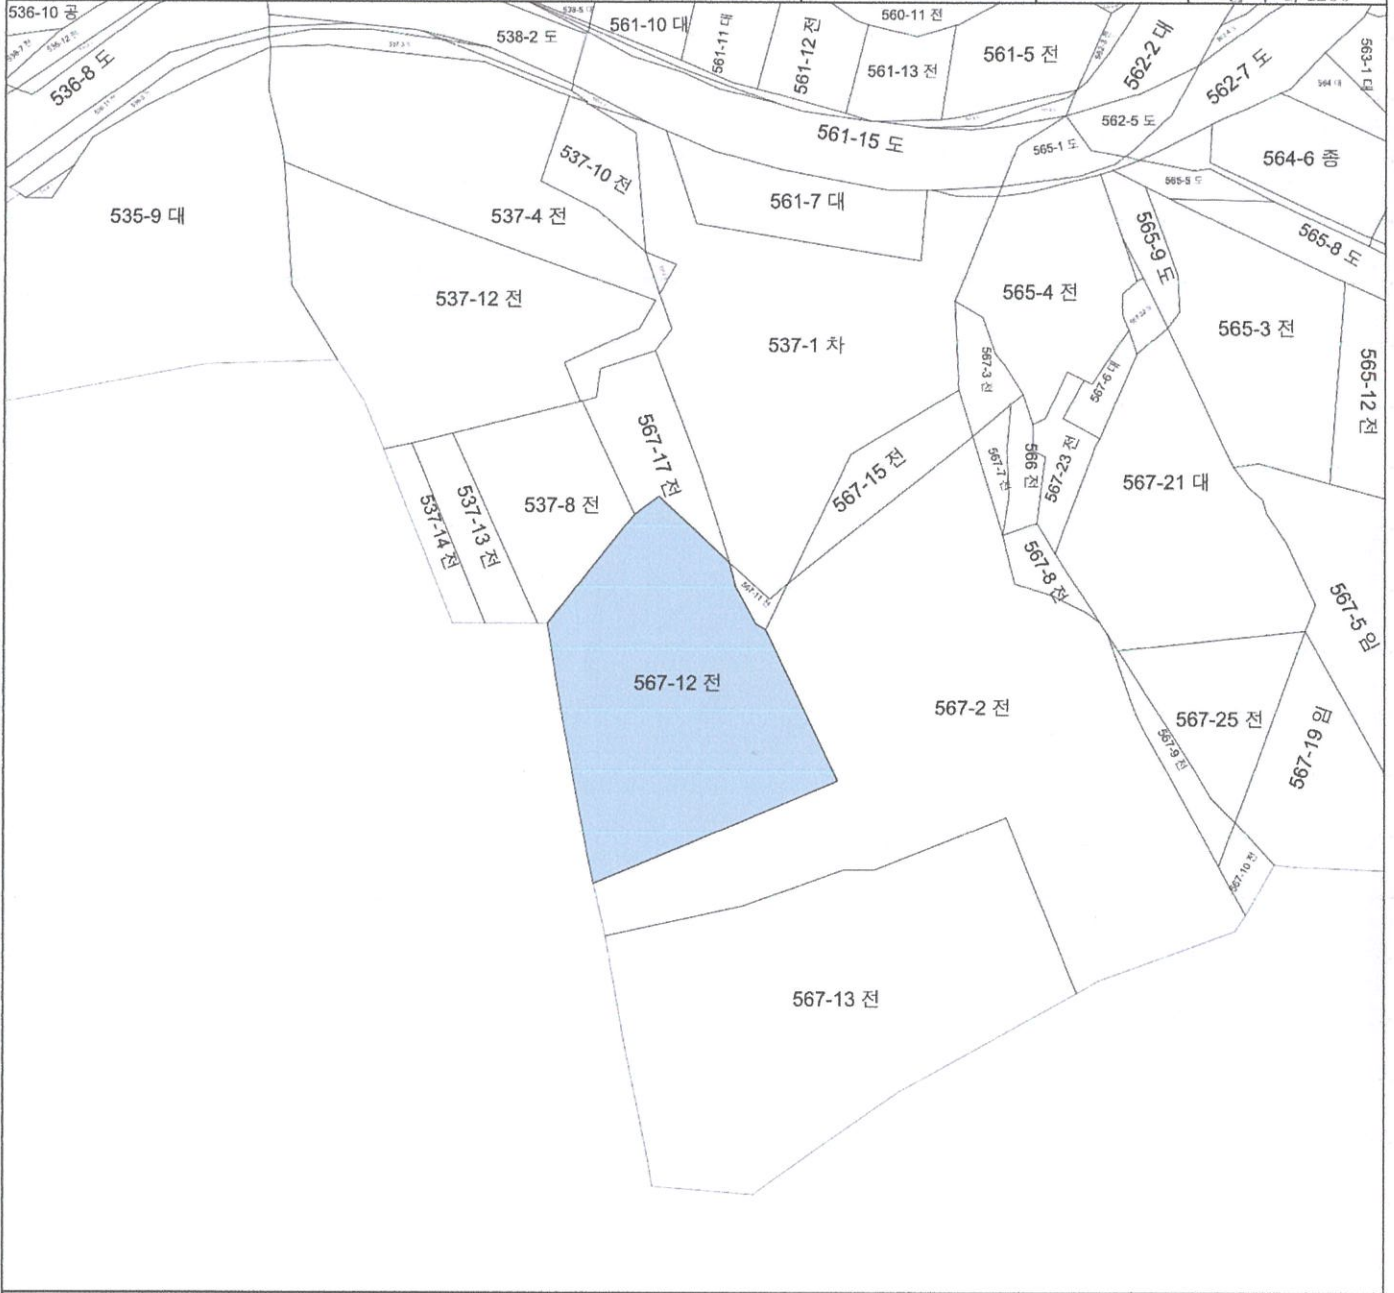 536-10 공
561-10 대
561-11 대
561-12 전
560-11 전
561-13 전
561-5 전
562-2 대
562-7 도
563-1 대
538-2 도
536-8 도
561-15 도
562-5 도
565-1 도
564-6 종
565-5 도
565-8 도
537-10 전
535-9 대
537-4 전
561-7 대
565-9 도
537-12 전
565-4 전
565-3 전
537-1 차
567-3 전
567-6 대
565-12 전
567-17 전
567-15 전
567-7 전
566 전
567-23 전
567-21 대
537-14 전
537-13 전
537-8 전
567-8 전
567-11 전
567-5 임
567-12 전
567-2 전
567-25 전
567-9 전
567-19 임
567-10 전
567-13 전